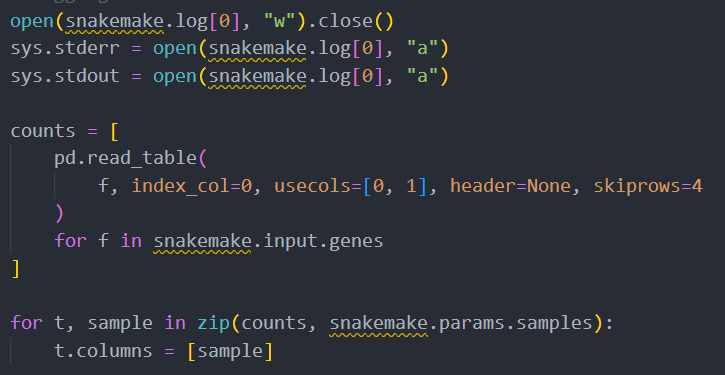 open(snakemake.log[0], "w").close()
sys.stderr = open(snakemake.log[0], "a")
sys.stdout = open(snakemake.log[0], "a")
counts = [
    pd.read_table(
        f, index_col=0, usecols=[0, 1], header=None, skiprows=4
    )
    for f in snakemake.input.genes
]
for t, sample in zip(counts, snakemake.params.samples):
    t.columns = [sample]